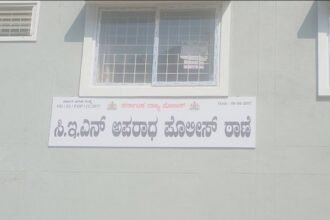 ಕರ್ನಾಟಕ ರಾಜ್ಯ ಪೊಲೀಸ್
ಸಿ.ಇ.ಎನ್ ಅಪರಾಧ ಪೊಲೀಸ್ ಠಾಣೆ